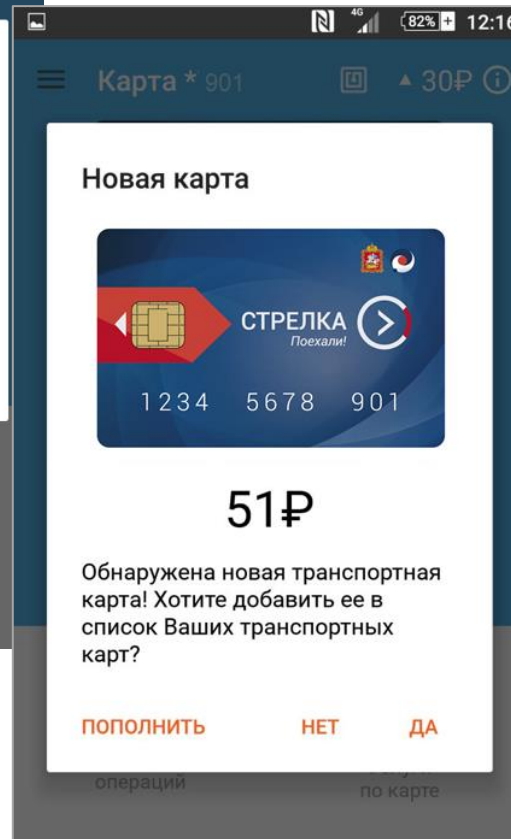 4G
82%
12:16
Карта * 901
30₽
Новая карта
СТРЕЛКА
Поехали!
1234 5678 901
51₽
Обнаружена новая транспортная
карта! Хотите добавить ее в
список Ваших транспортных
карт?
ПОПОЛНИТЬ НЕТ ДА
операций
по карте